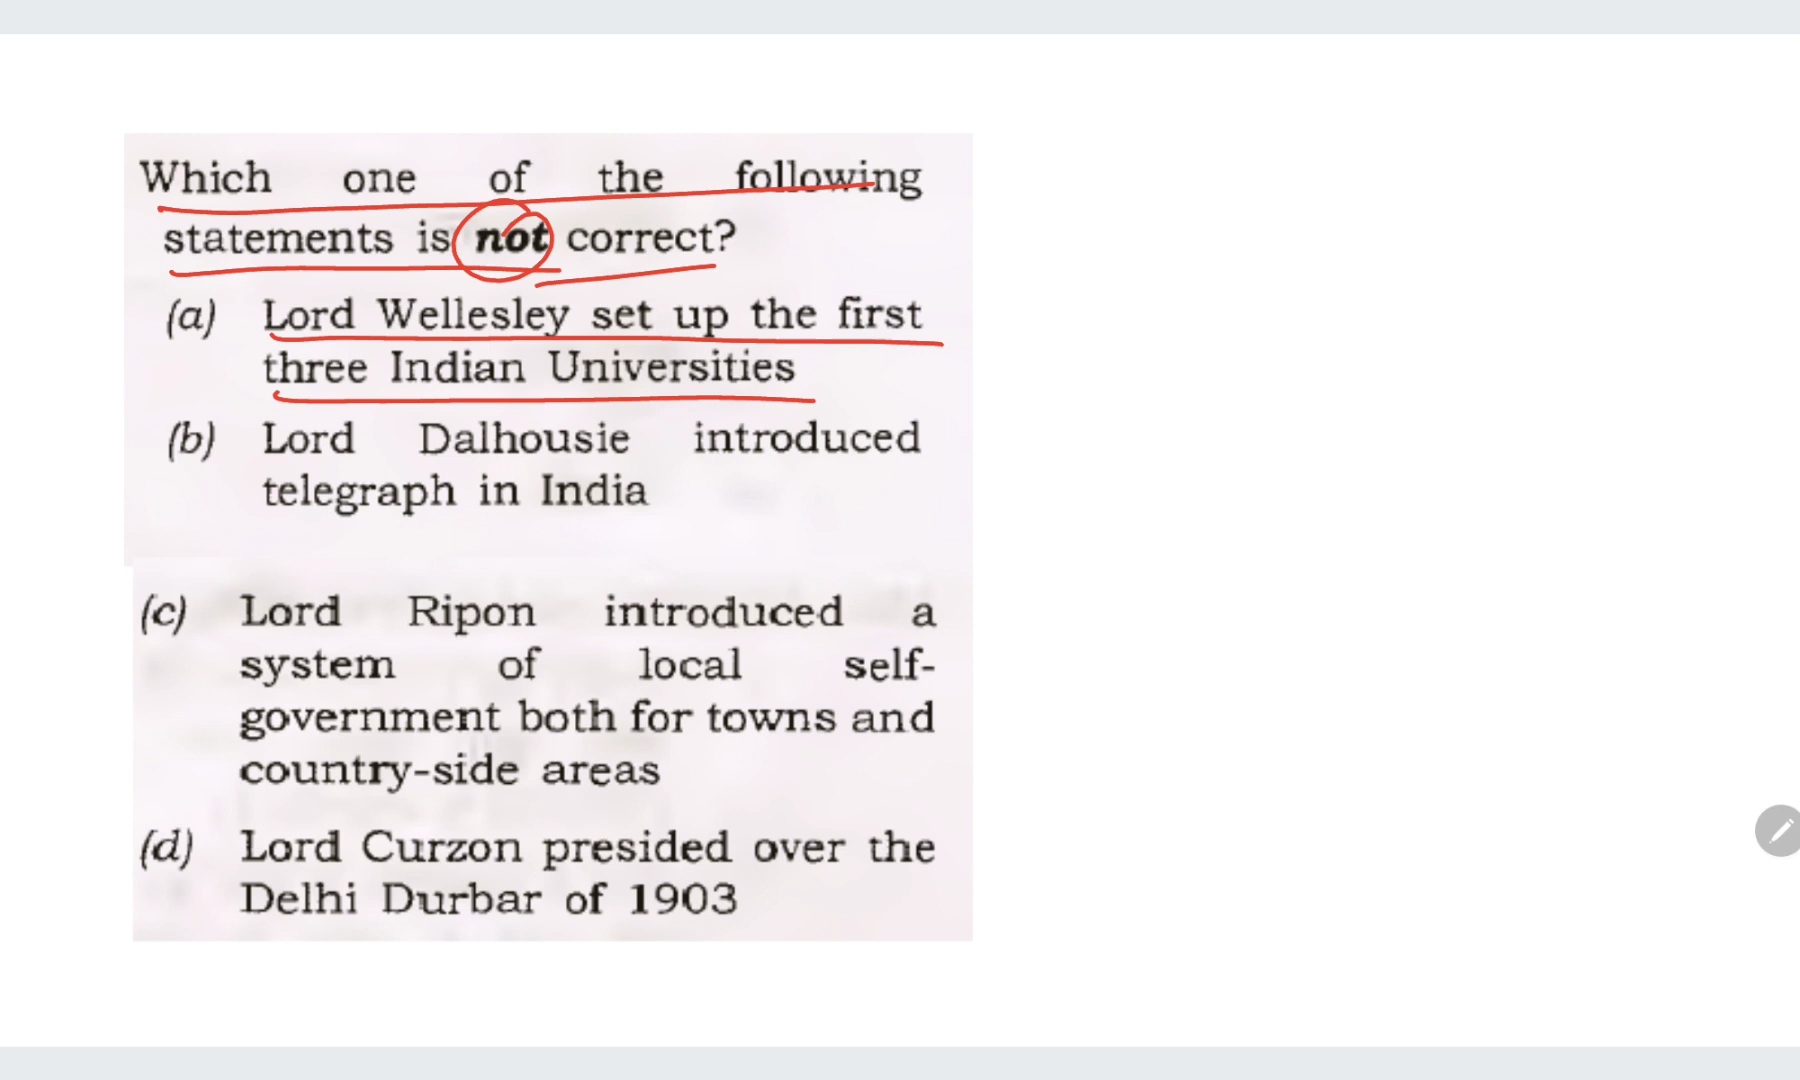 Which one of the following
statements is not correct?
(a) Lord Wellesley set up the first
three Indian Universities
(b) Lord Dalhousie introduced
telegraph in India
(c) Lord Ripon introduced a
system of local self-
government both for towns and
country-side areas
(d) Lord Curzon presided over the
Delhi Durbar of 1903